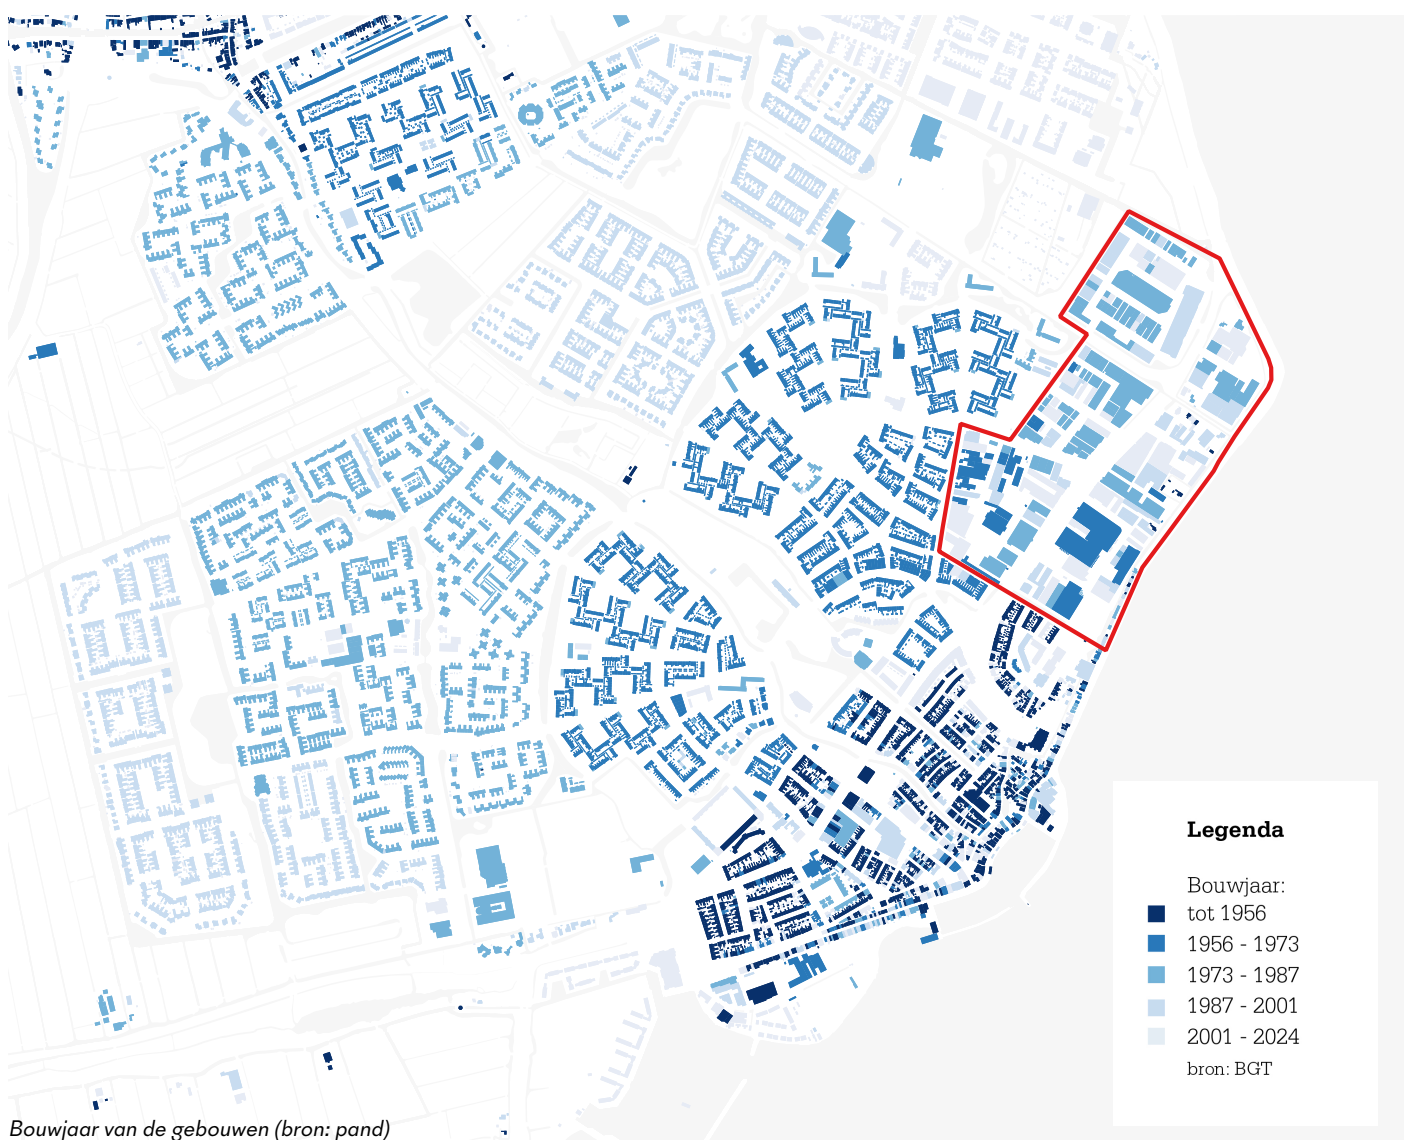 Legenda
Bouwjaar:
tot 1956
1956 - 1973
1973 - 1987
1987 - 2001
2001 - 2024
bron: BGT
Bouwjaar van de gebouwen (bron: pand)